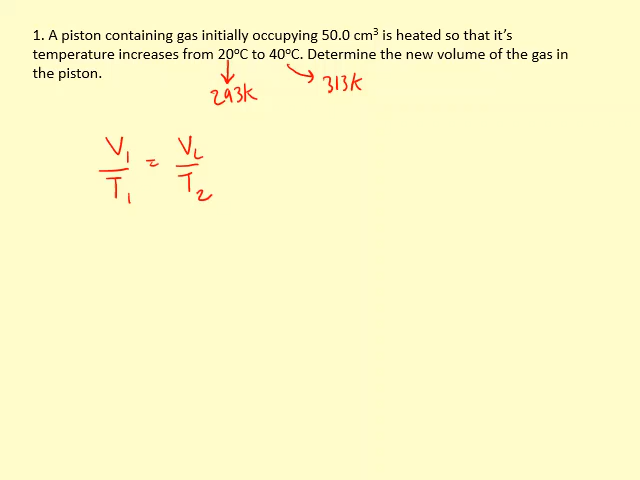 1. A piston containing gas initially occupying 50.0 cm³ is heated so that it's
temperature increases from 20°C to 40°C. Determine the new volume of the gas in
the piston.
293K 313K
V₁/T₁ = V₂/T₂